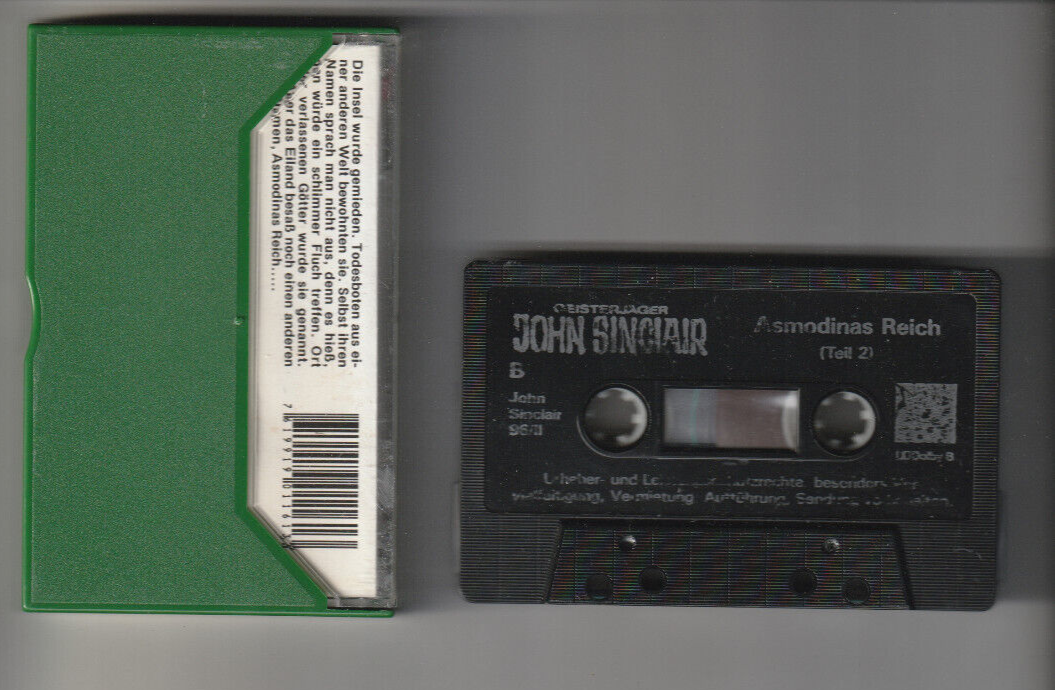 Die Insel wurde gemieden. Todesboten aus ei-
ner anderen Welt bewohnten sie. Selbst ihren
Namen sprach man nicht aus, denn es hieß,
würde ein schlimmer Fluch treffen. Ort
verlassenen Götter wurde sie genannt.
das Eiland besaß noch einen anderen
Asmodinas Reich.....
GEISTERJÄGER
JOHN SINCLAIR
Asmodinas Reich
(Teil 2)
B
John
Sinclair
96/II
Dolby B
Urheber- und besonders
Vervielfältigung, Vermietung, Aufführung, Sendung